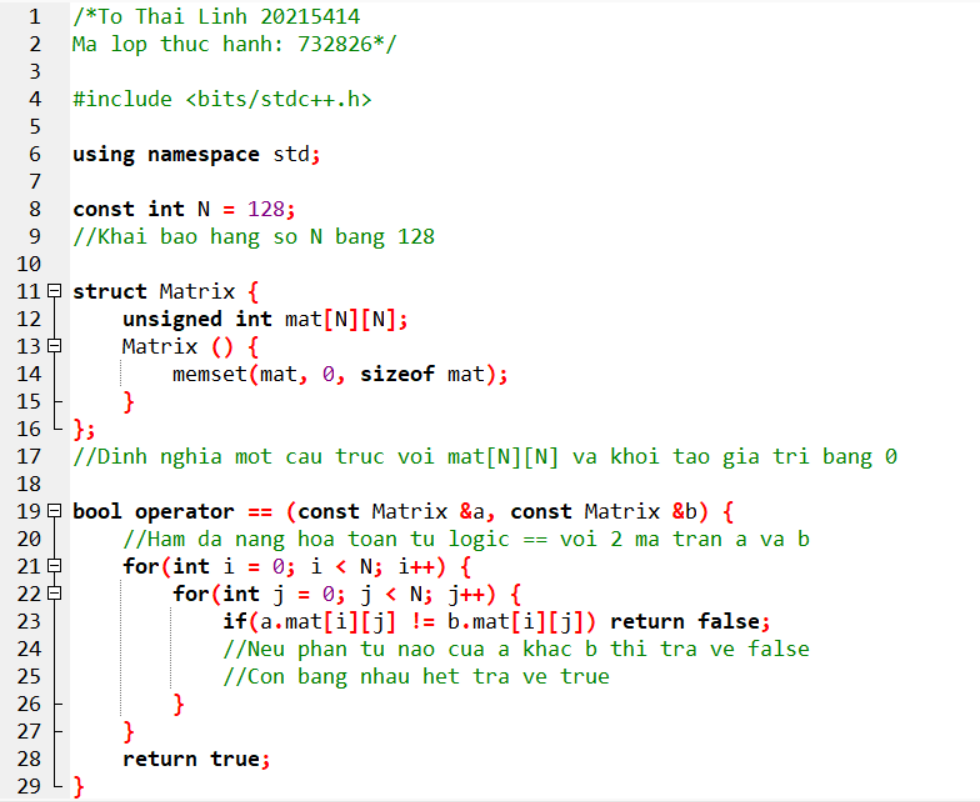 1 /*To Thai Linh 20215414
2 Ma lop thuc hanh: 732826*/
3
4 #include <bits/stdc++.h>
5
6 using namespace std;
7
8 const int N = 128;
9 //Khai bao hang so N bang 128
10
11 struct Matrix {
12     unsigned int mat[N][N];
13     Matrix () {
14         memset(mat, 0, sizeof mat);
15     }
16 };
17 //Dinh nghia mot cau truc voi mat[N][N] va khoi tao gia tri bang 0
18
19 bool operator == (const Matrix &a, const Matrix &b) {
20     //Ham da nang hoa toan tu logic == voi 2 ma tran a va b
21     for(int i = 0; i < N; i++) {
22         for(int j = 0; j < N; j++) {
23             if(a.mat[i][j] != b.mat[i][j]) return false;
24             //Neu phan tu nao cua a khac b thi tra ve false
25             //Con bang nhau het tra ve true
26         }
27     }
28     return true;
29 }